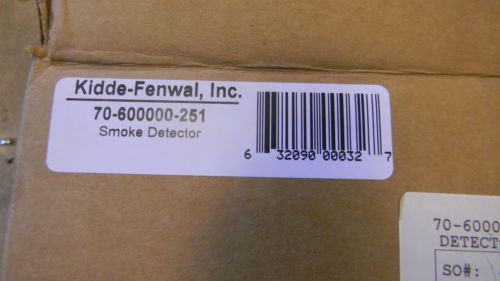 Kidde-Fenwal, Inc.
70-600000-251
Smoke Detector
6 32090 00032 7
70-6000
DETECT
SO#: